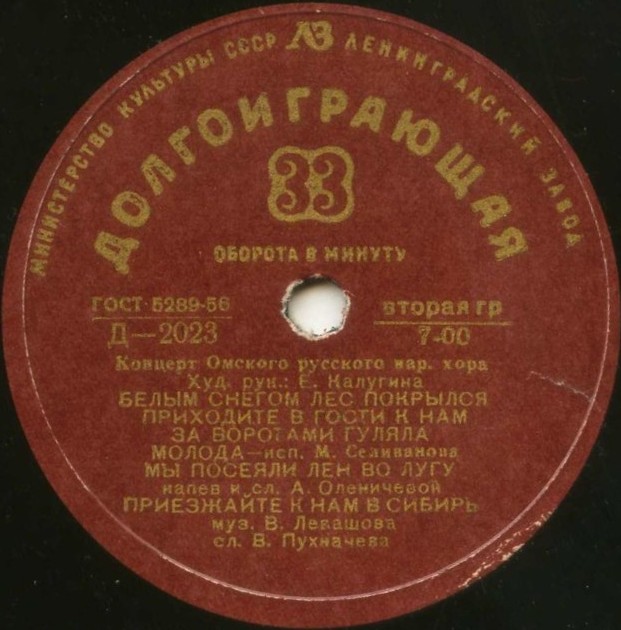 МИНИСТЕРСТВО КУЛЬТУРЫ СССР ЛЗ ЛЕНИНГРАДСКИЙ ЗАВОД
ДОЛГОИГРАЮЩАЯ
33
ОБОРОТА В МИНУТУ
ГОСТ 5289-56
Д—2023
вторая гр
7-00
Концерт Омского русского нар. хора
Худ. рук.: Е. Калугина
БЕЛЫМ СНЕГОМ ЛЕС ПОКРЫЛСЯ
ПРИХОДИТЕ В ГОСТИ К НАМ
ЗА ВОРОТАМИ ГУЛЯЛА
МОЛОДА—исп. М. Селиванова
МЫ ПОСЕЯЛИ ЛЕН ВО ЛУГУ
напев и сл. А. Оленичевой
ПРИЕЗЖАЙТЕ К НАМ В СИБИРЬ
муз. В. Левашова
сл. В. Пухначева